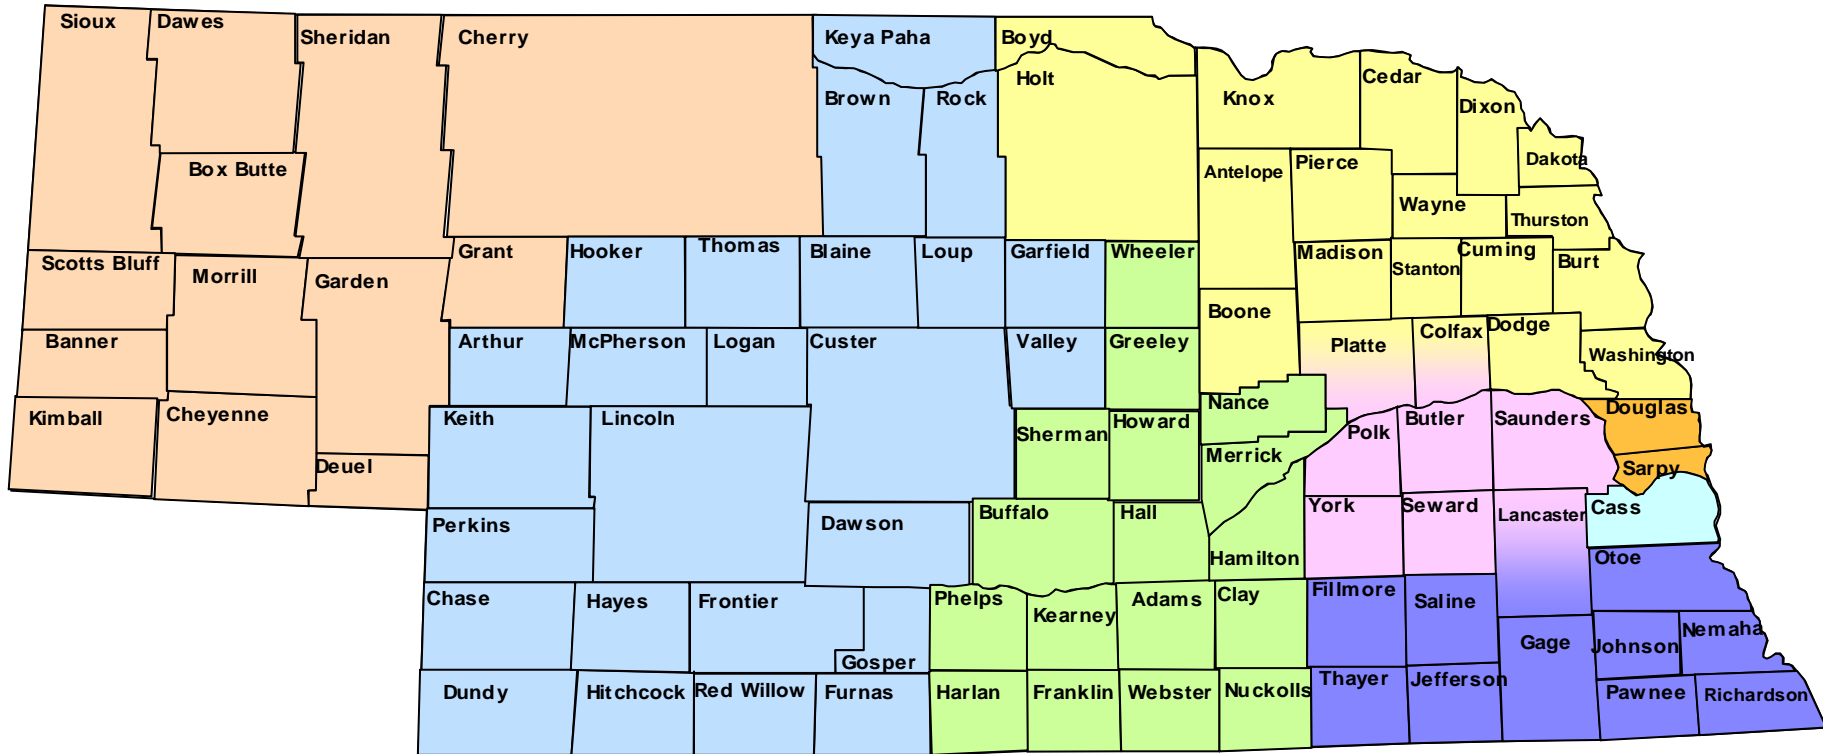 Sioux
Dawes
Sheridan
Cherry
Keya Paha
Boyd
Holt
Brown
Rock
Knox
Cedar
Dixon
Dakota
Box Butte
Antelope
Pierce
Wayne
Thurston
Scotts Bluff
Morrill
Garden
Grant
Hooker
Thomas
Blaine
Loup
Garfield
Wheeler
Madison
Stanton
Cuming
Burt
Boone
Banner
Arthur
McPherson
Logan
Custer
Valley
Greeley
Platte
Colfax
Dodge
Washington
Kimball
Cheyenne
Keith
Lincoln
Sherman
Howard
Nance
Merrick
Polk
Butler
Saunders
Douglas
Sarpy
Deuel
Perkins
Dawson
Buffalo
Hall
Hamilton
York
Seward
Lancaster
Cass
Otoe
Chase
Hayes
Frontier
Gosper
Phelps
Kearney
Adams
Clay
Fillmore
Saline
Gage
Johnson
Nemaha
Dundy
Hitchcock
Red Willow
Furnas
Harlan
Franklin
Webster
Nuckolls
Thayer
Jefferson
Pawnee
Richardson